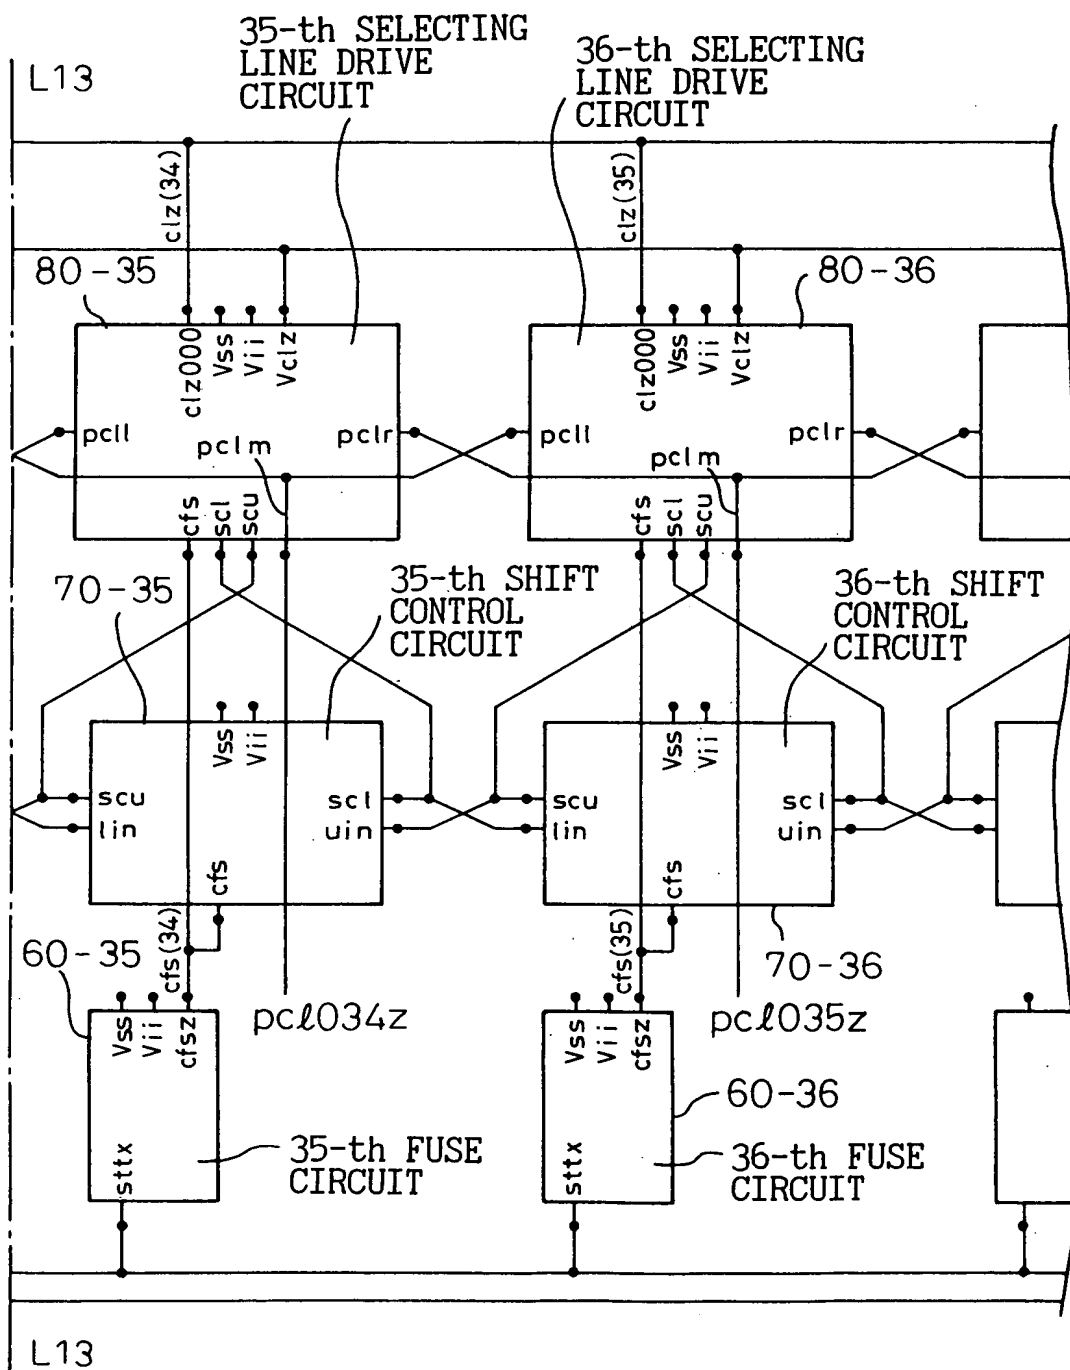 L13
35-th SELECTING
LINE DRIVE
CIRCUIT
36-th SELECTING
LINE DRIVE
CIRCUIT
clz(34)
clz(35)
80-35
80-36
clz000
Vss
Vii
Vclz
clz000
Vss
Vii
Vclz
pcll
pclr
pclm
pcll
pclr
pclm
cfs
scl
scu
cfs
scl
scu
70-35
35-th SHIFT
CONTROL
CIRCUIT
36-th SHIFT
CONTROL
CIRCUIT
Vss
Vii
Vss
Vii
scu
lin
scl
uin
scu
lin
scl
uin
cfs
cfs
60-35
cfs(34)
cfs(35)
70-36
pcl034z
pcl035z
Vss
Vii
cfsz
Vss
Vii
cfsz
60-36
sttx
35-th FUSE
CIRCUIT
sttx
36-th FUSE
CIRCUIT
L13